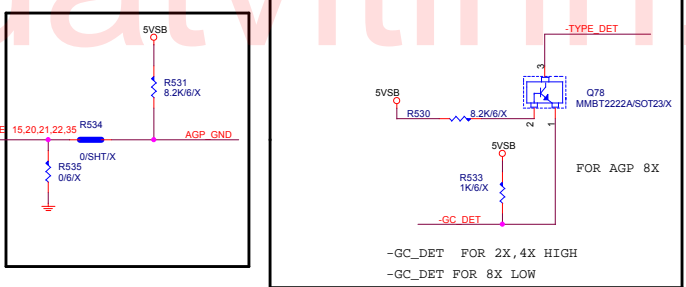 5VSB
R531
8.2K/6/X
E 15,20,21,22,35
R534
AGP_GND
0/SHT/X
R535
0/6/X
-TYPE_DET
3
5VSB
R530
8.2K/6/X
Q78
MMBT2222A/SOT23/X
2
1
5VSB
R533
1K/6/X
FOR AGP 8X
-GC_DET
-GC_DET FOR 2X,4X HIGH
-GC_DET FOR 8X LOW